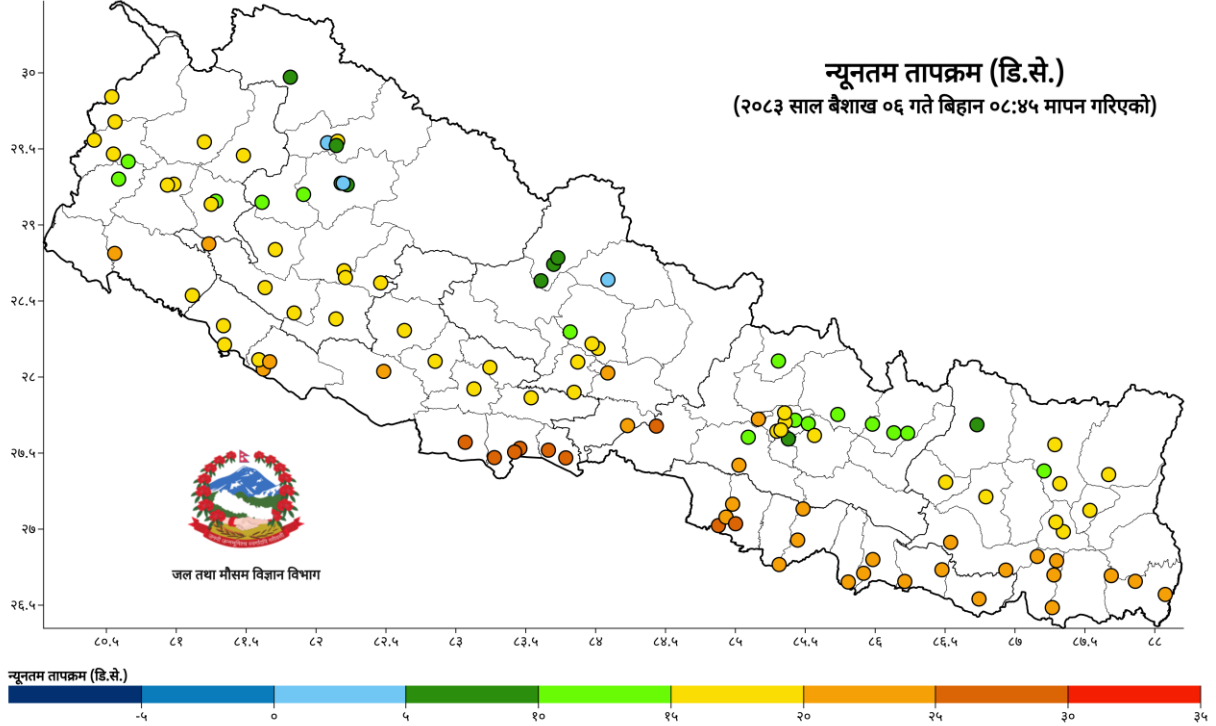 न्यूनतम तापक्रम (डि.से.)
(२०८३ साल बैशाख ०६ गते बिहान ०८:४५ मापन गरिएको)
३०
२९.५
२९
२८.५
२८
२७.५
२७
२६.५
जल तथा मौसम विज्ञान विभाग
८०.५ ८१ ८१.५ ८२ ८२.५ ८३ ८३.५ ८४ ८४.५ ८५ ८५.५ ८६ ८६.५ ८७ ८७.५ ८८
न्यूनतम तापक्रम (डि.से.)
-५ ० ५ १० १५ २० २५ ३० ३५